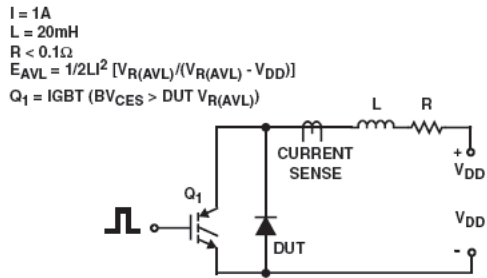 I = 1A
L = 20mH
R < 0.1Ω
EAVL = 1/2LI² [VR(AVL)/(VR(AVL) - VDD)]
Q1 = IGBT (BVCES > DUT VR(AVL))
L R
CURRENT
SENSE
+
VDD
Q1
VDD
DUT
-